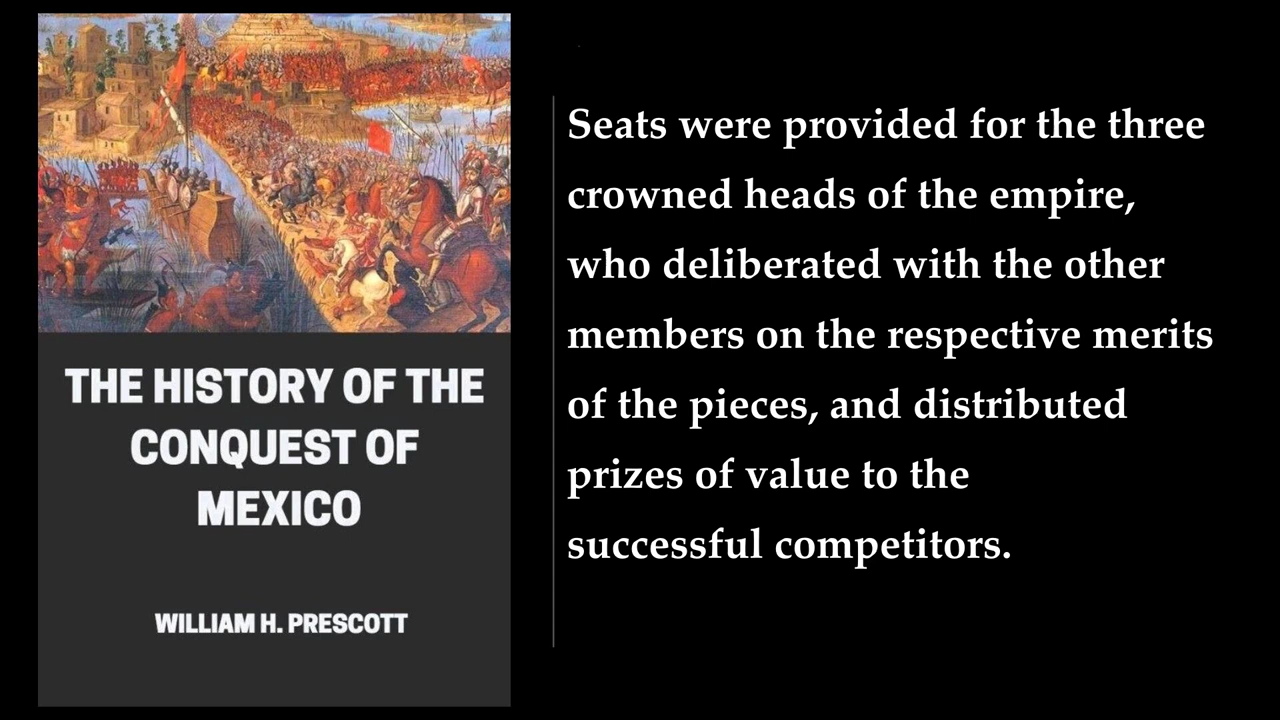 THE HISTORY OF THE
CONQUEST OF
MEXICO
WILLIAM H. PRESCOTT
Seats were provided for the three
crowned heads of the empire,
who deliberated with the other
members on the respective merits
of the pieces, and distributed
prizes of value to the
successful competitors.